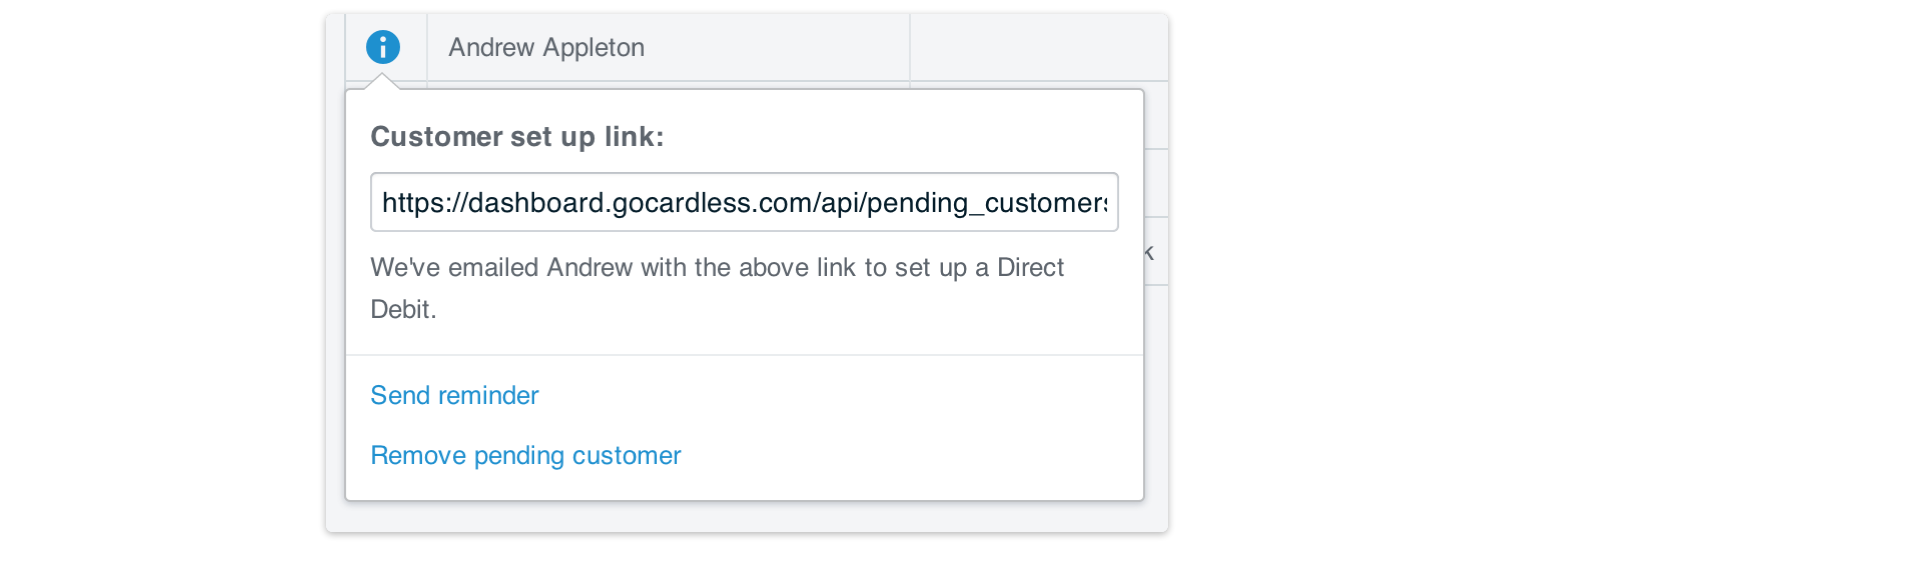 Andrew Appleton
Customer set up link:
https://dashboard.gocardless.com/api/pending_customers
We've emailed Andrew with the above link to set up a Direct
Debit.
Send reminder
Remove pending customer